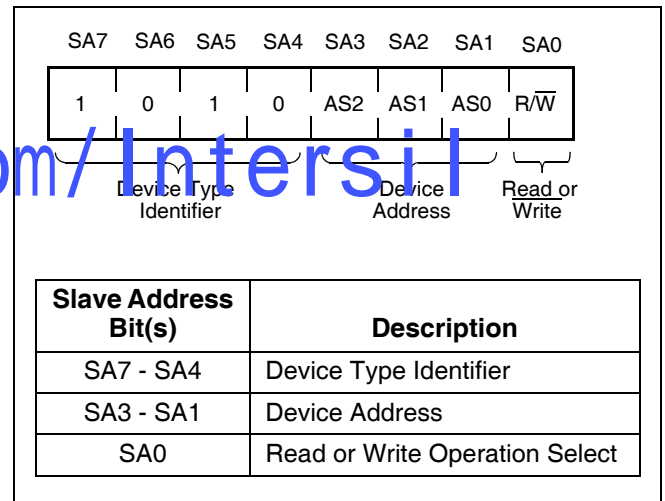 SA7 SA6 SA5 SA4 SA3 SA2 SA1 SA0
1 0 1 0 AS2 AS1 AS0 R/W̅
om/Intersil
Device Type Device Read or
Identifier Address W̅r̅i̅t̅e̅
Slave Address
Bit(s) Description
SA7 - SA4 Device Type Identifier
SA3 - SA1 Device Address
SA0 Read or Write Operation Select